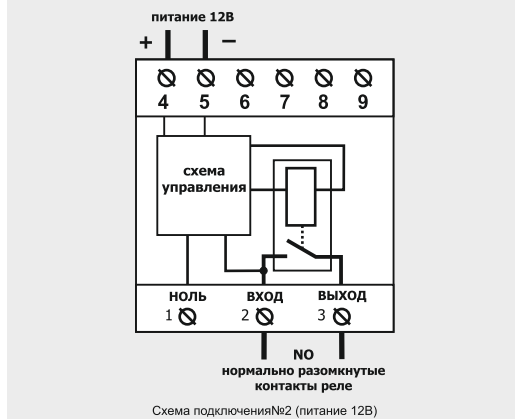 питание 12В
+ −
4 5 6 7 8 9
схема
управления
НОЛЬ ВХОД ВЫХОД
1 2 3
NO
нормально разомкнутые
контакты реле
Схема подключения№2 (питание 12В)